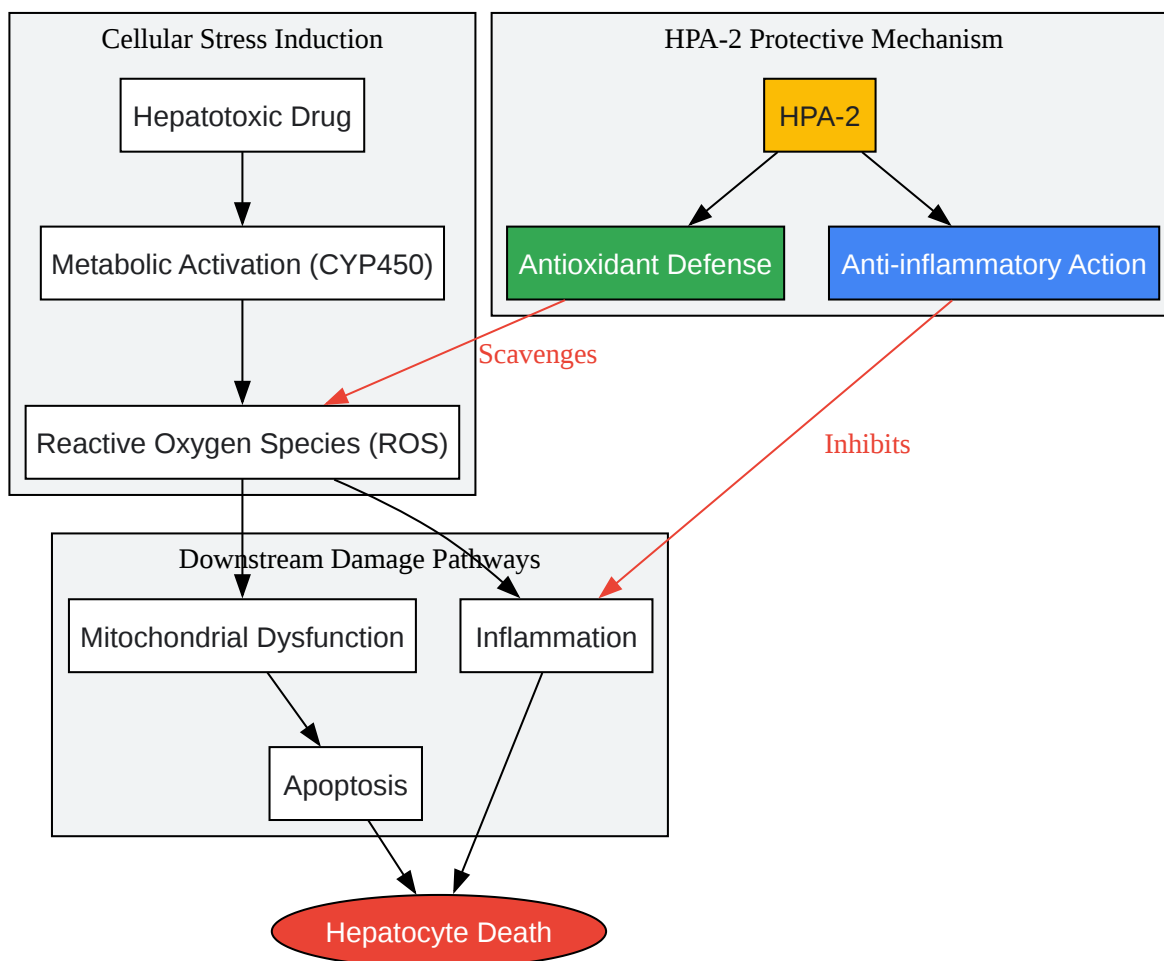 Cellular Stress Induction
HPA-2 Protective Mechanism
Hepatotoxic Drug
HPA-2
Metabolic Activation (CYP450)
Antioxidant Defense
Anti-inflammatory Action
Scavenges
Reactive Oxygen Species (ROS)
Inhibits
Downstream Damage Pathways
Mitochondrial Dysfunction
Inflammation
Apoptosis
Hepatocyte Death